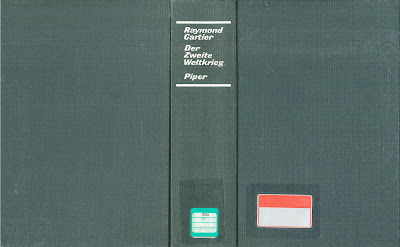 Raymond
Cartier
Der
Zweite
Weltkrieg
Piper